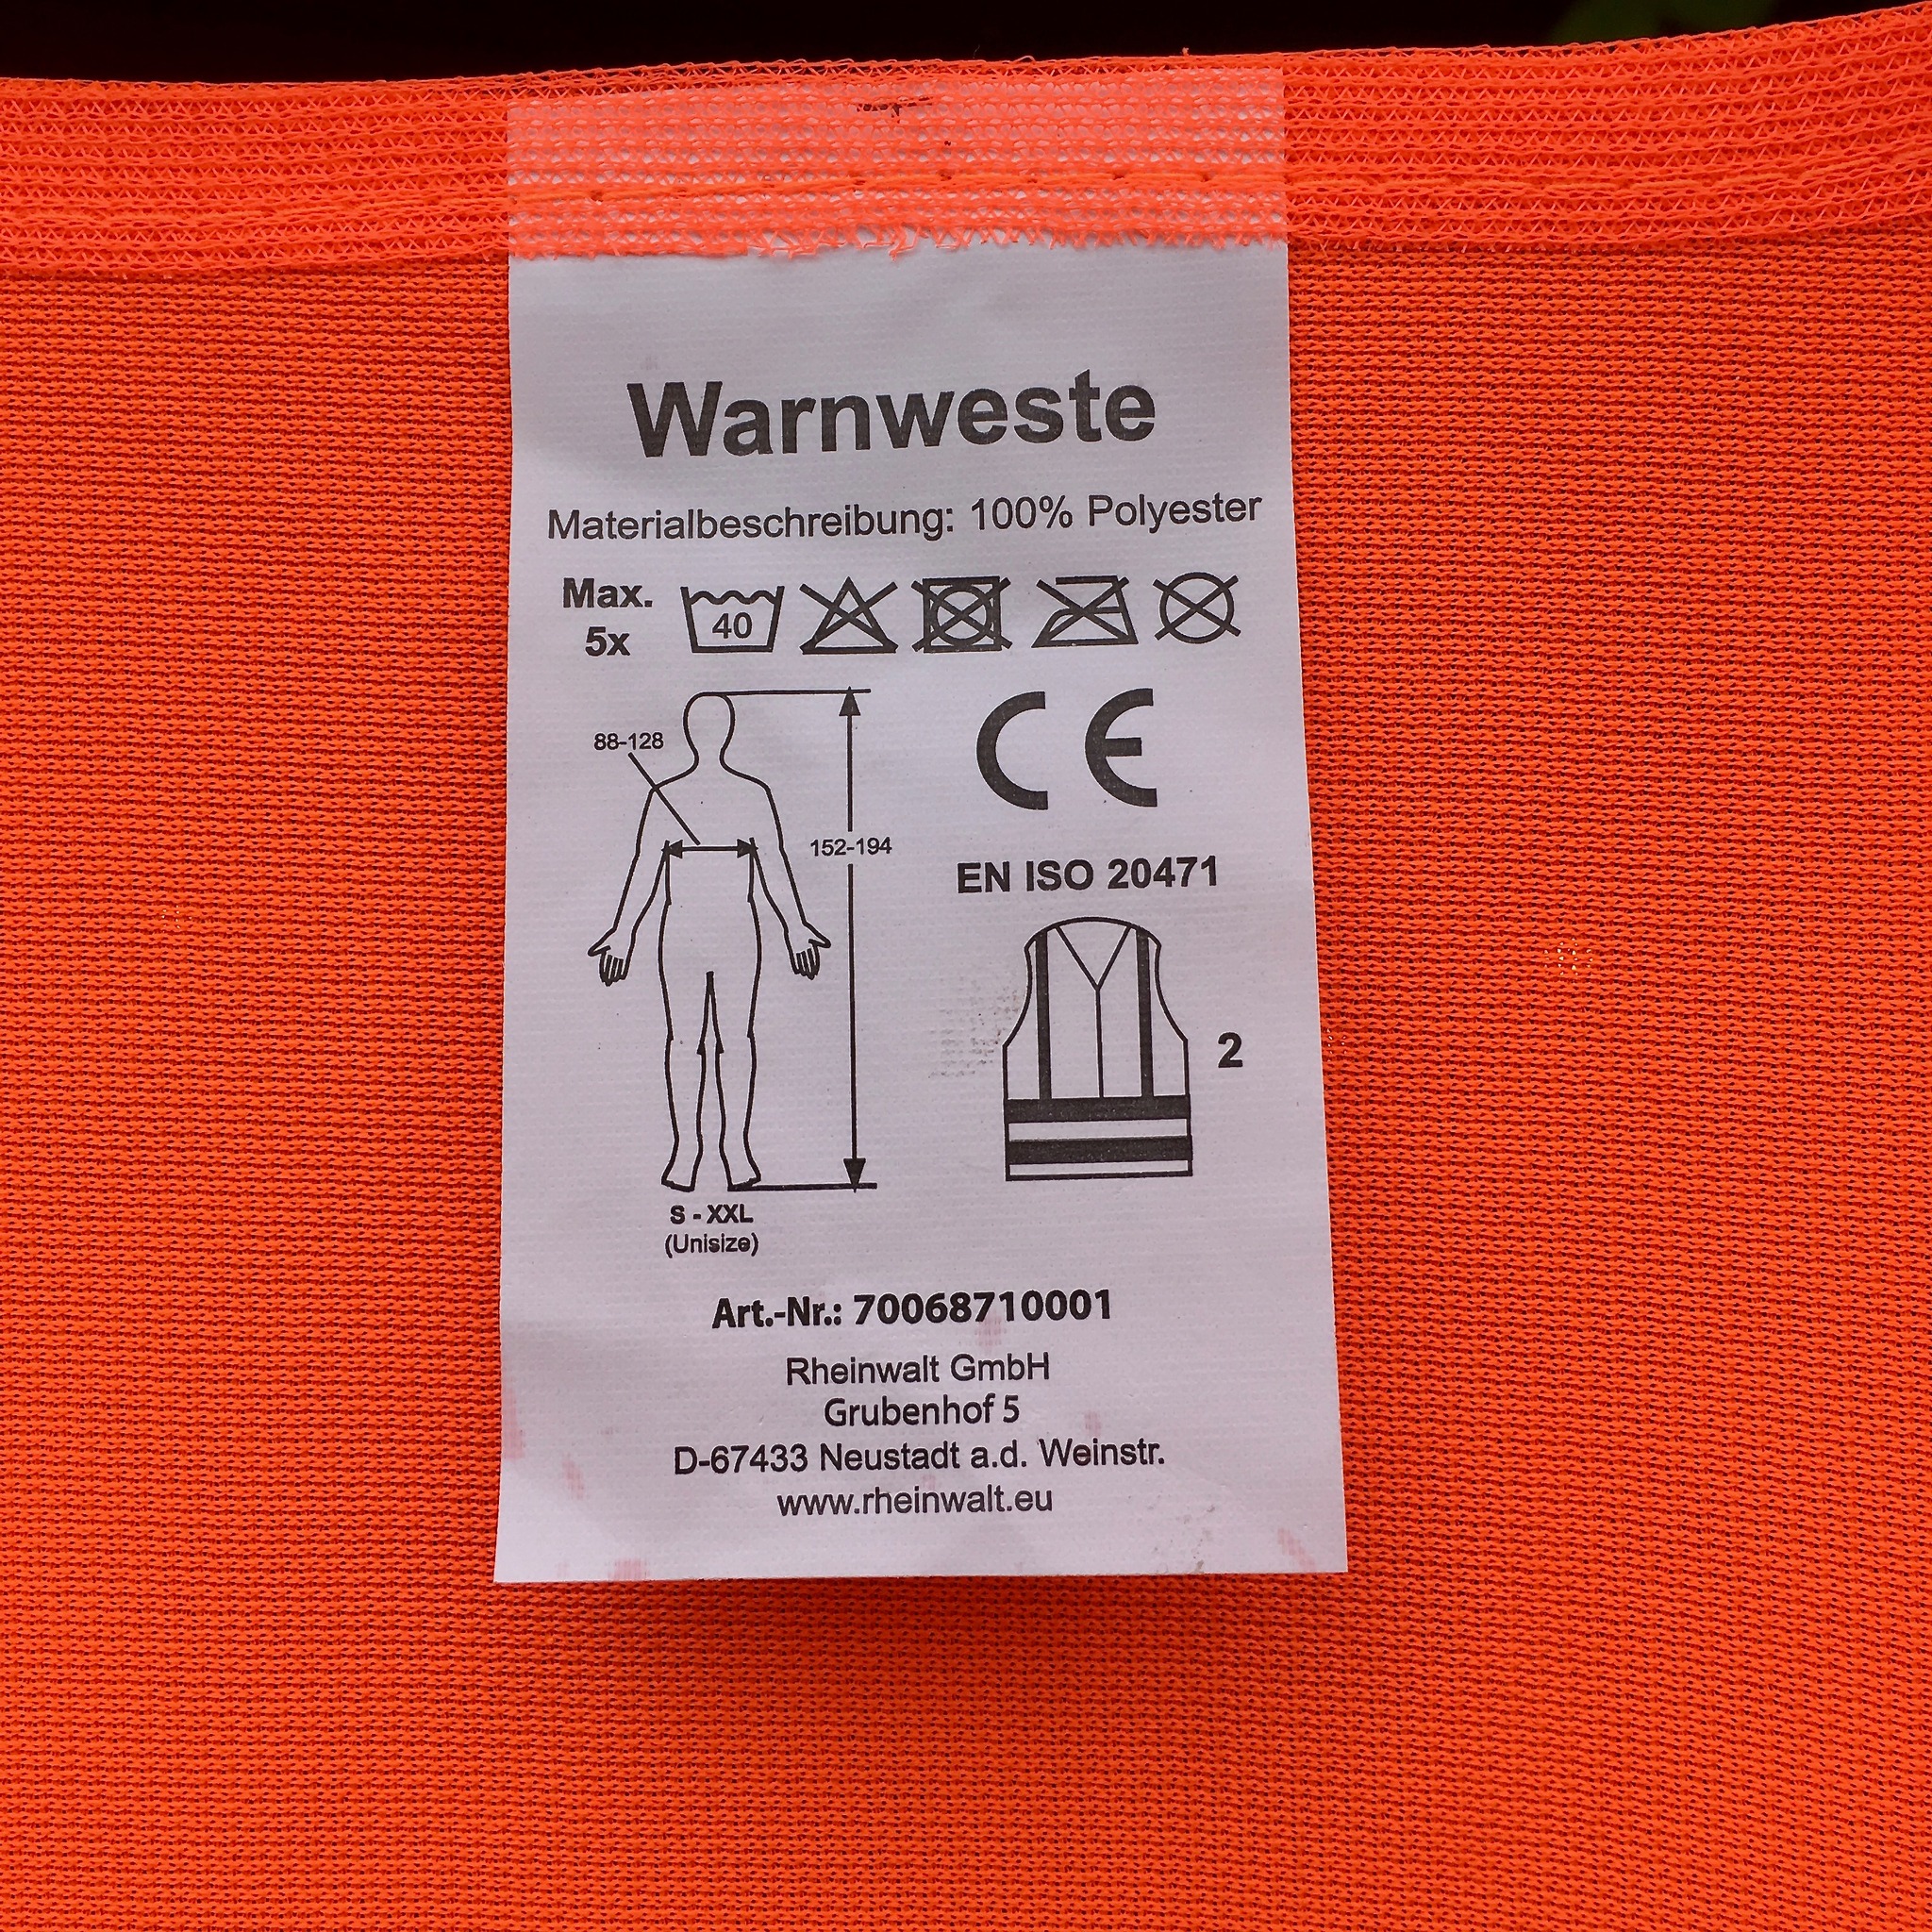 Warnweste
Materialbeschreibung: 100% Polyester
Max.
5x
40
88-128
152-194
CE
EN ISO 20471
2
S - XXL
(Unisize)
Art.-Nr.: 70068710001
Rheinwalt GmbH
Grubenhof 5
D-67433 Neustadt a.d. Weinstr.
www.rheinwalt.eu